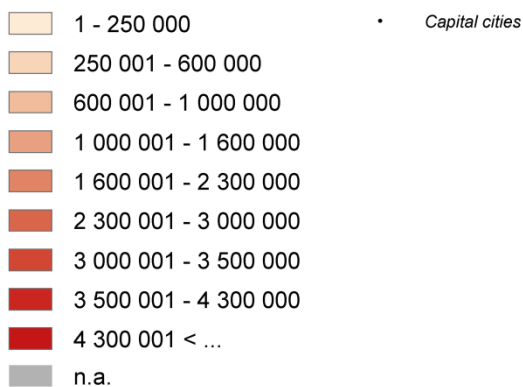 1 - 250 000
Capital cities
250 001 - 600 000
600 001 - 1 000 000
1 000 001 - 1 600 000
1 600 001 - 2 300 000
2 300 001 - 3 000 000
3 000 001 - 3 500 000
3 500 001 - 4 300 000
4 300 001 < ...
n.a.